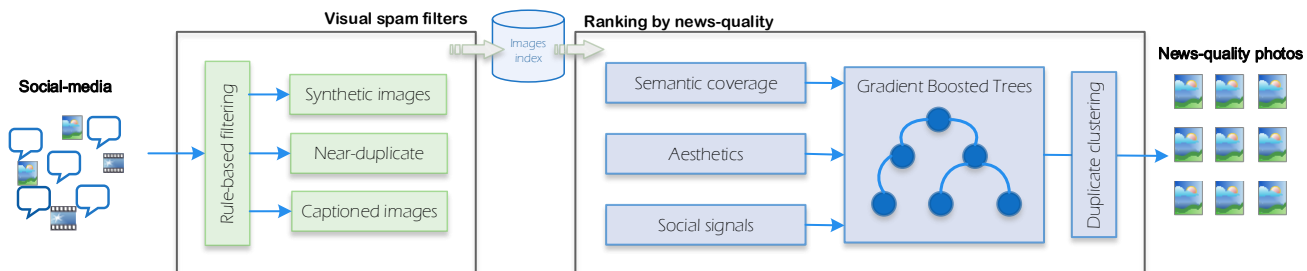 Visual spam filters
Ranking by news-quality
Images
index
News-quality photos
Social-media
Rule-based filtering
Synthetic images
Near-duplicate
Captioned images
Semantic coverage
Aesthetics
Social signals
Gradient Boosted Trees
Duplicate clustering